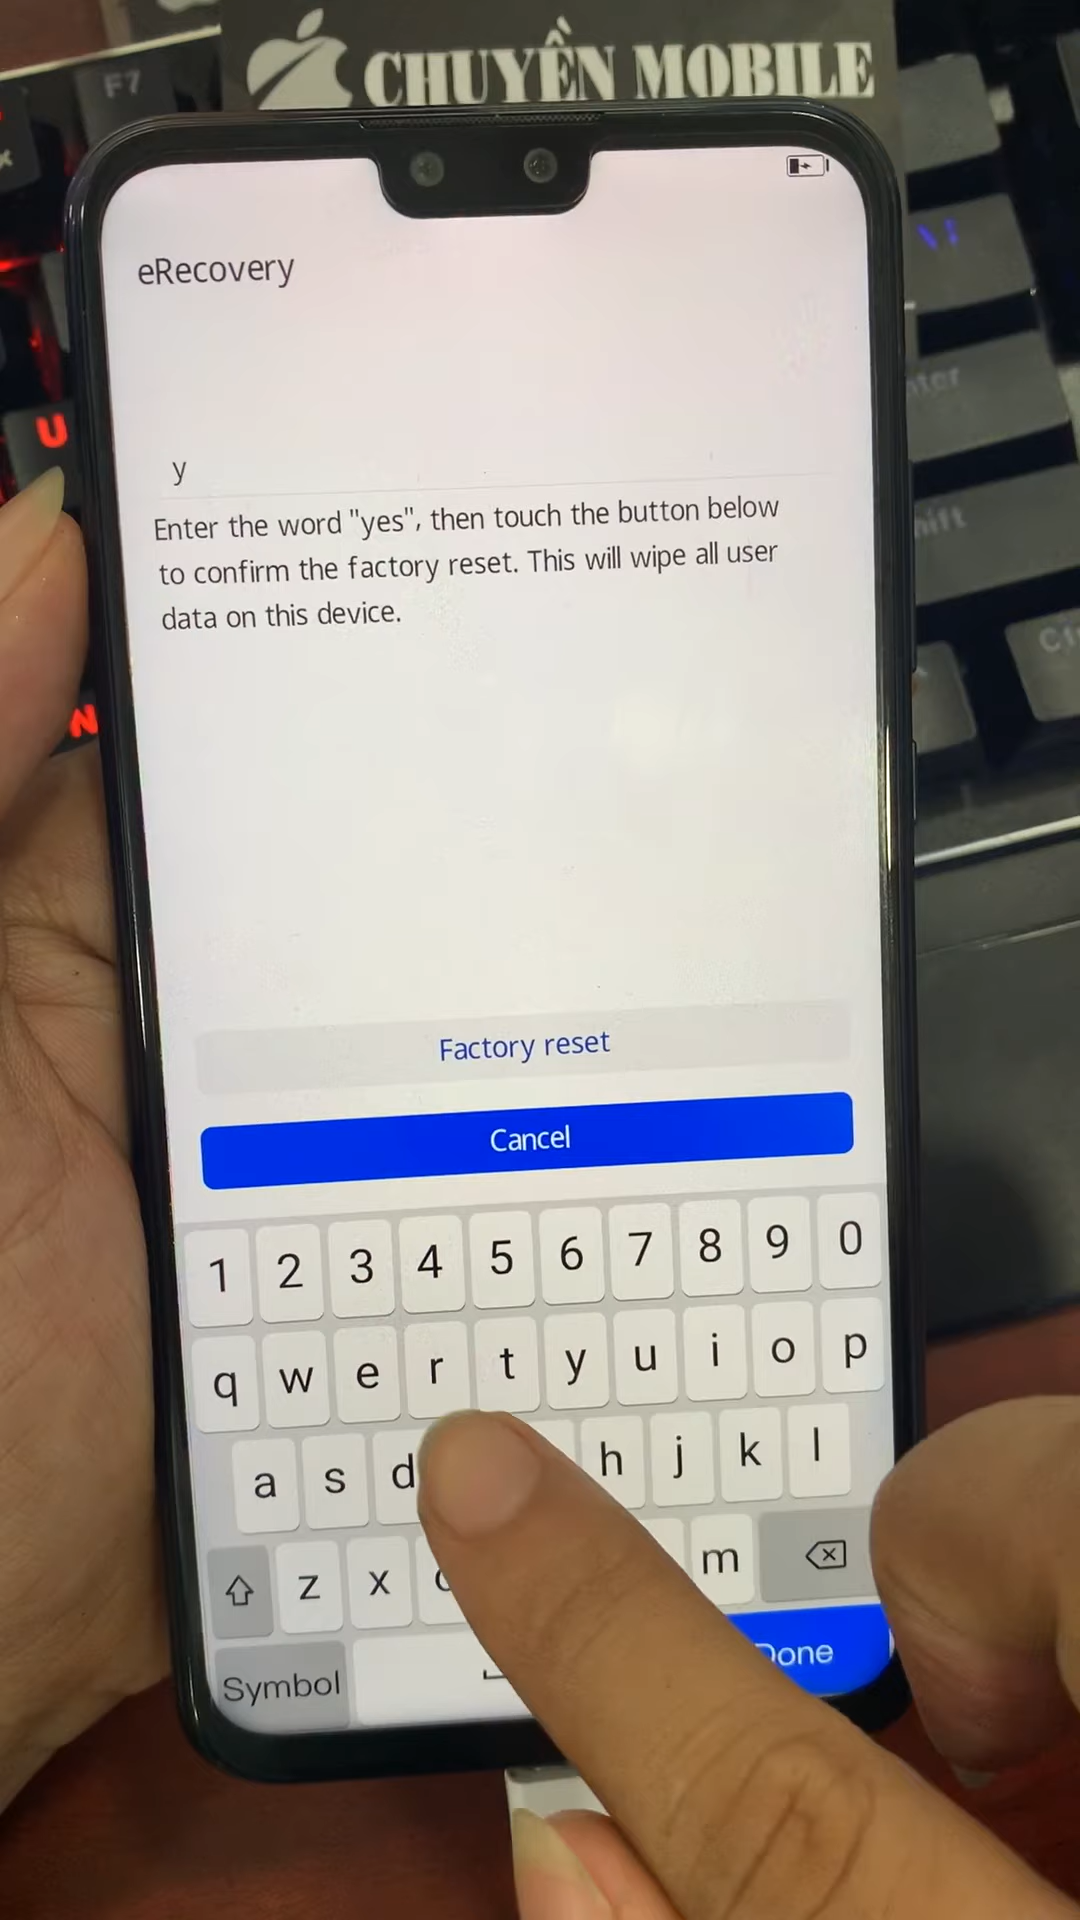 F7
CHUYỀN MOBILE
eRecovery
U
y
Enter the word "yes", then touch the button below
to confirm the factory reset. This will wipe all user
data on this device.
N
Factory reset
Cancel
1 2 3 4 5 6 7 8 9 0
q w e r t y u i o p
a s d h j k l
z x m
Symbol Done